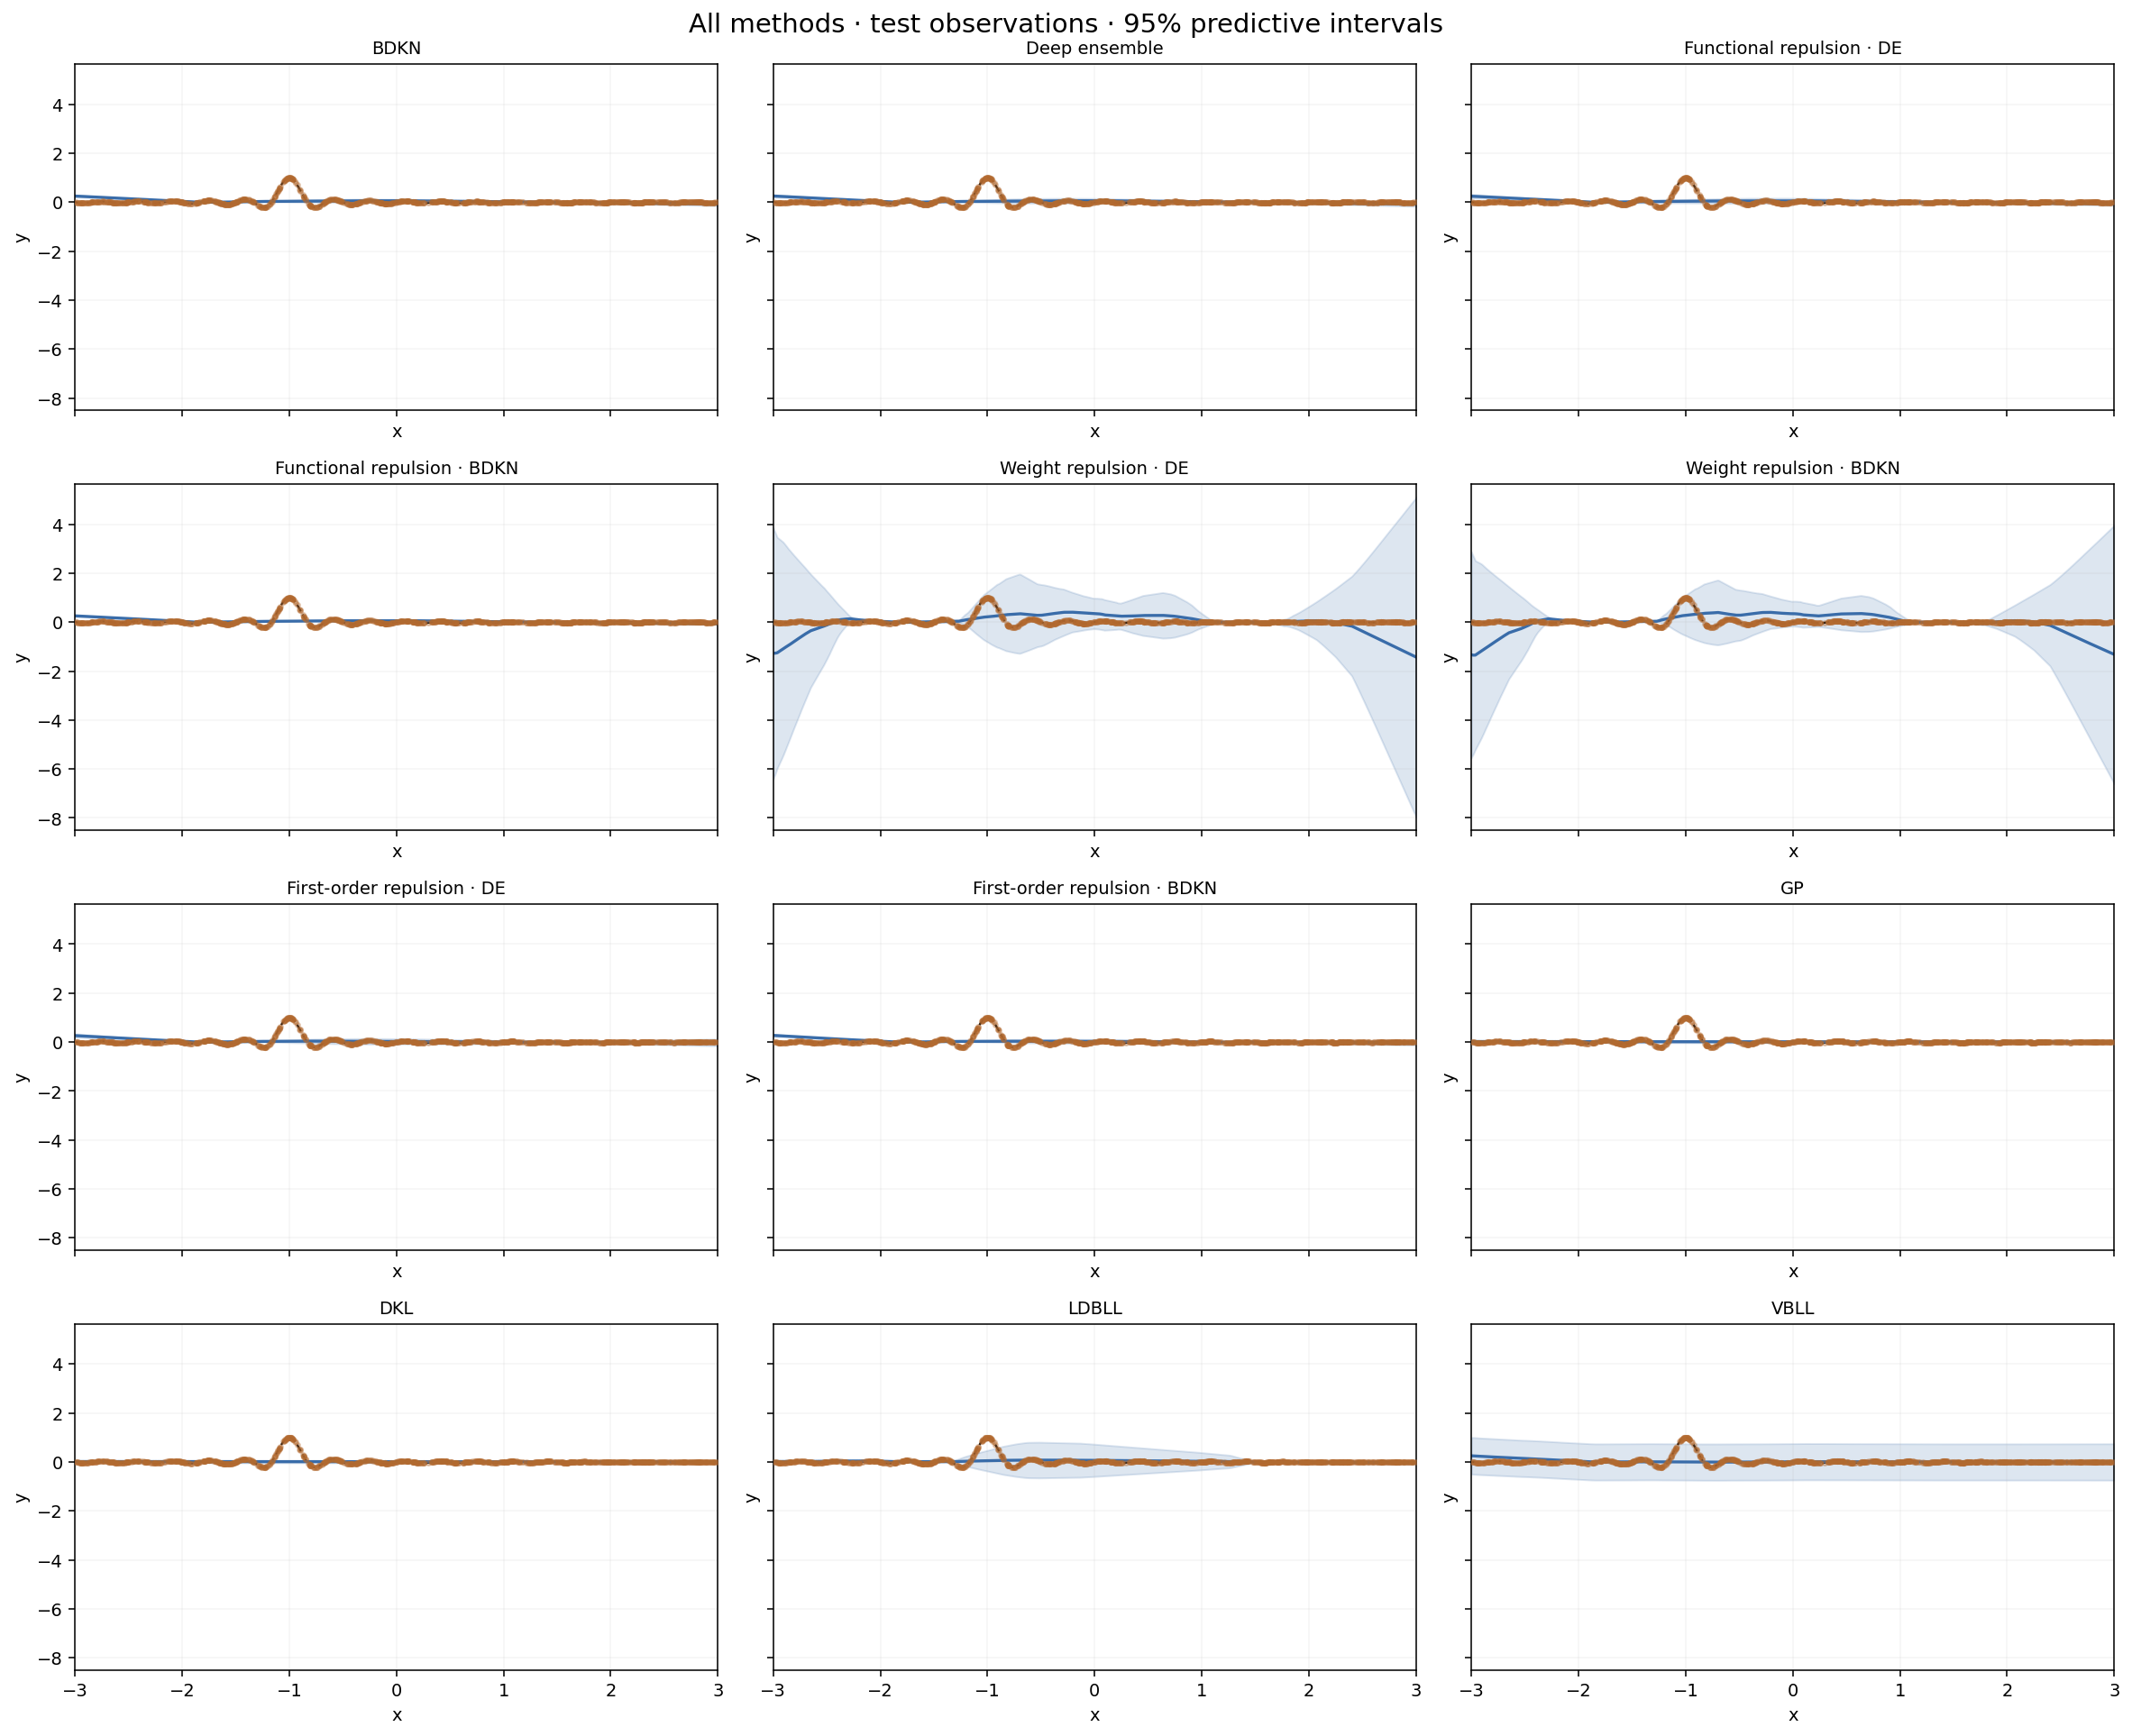 All methods · test observations · 95% predictive intervals
BDKN
Deep ensemble
Functional repulsion · DE
4
2
0
−2
−4
−6
−8
y
y
y
x
x
x
Functional repulsion · BDKN
Weight repulsion · DE
Weight repulsion · BDKN
4
2
0
−2
−4
−6
−8
y
y
y
x
x
x
First-order repulsion · DE
First-order repulsion · BDKN
GP
4
2
0
−2
−4
−6
−8
y
y
y
x
x
x
DKL
LDBLL
VBLL
4
2
0
−2
−4
−6
−8
y
y
y
−3 −2 −1 0 1 2 3
−3 −2 −1 0 1 2 3
−3 −2 −1 0 1 2 3
x
x
x